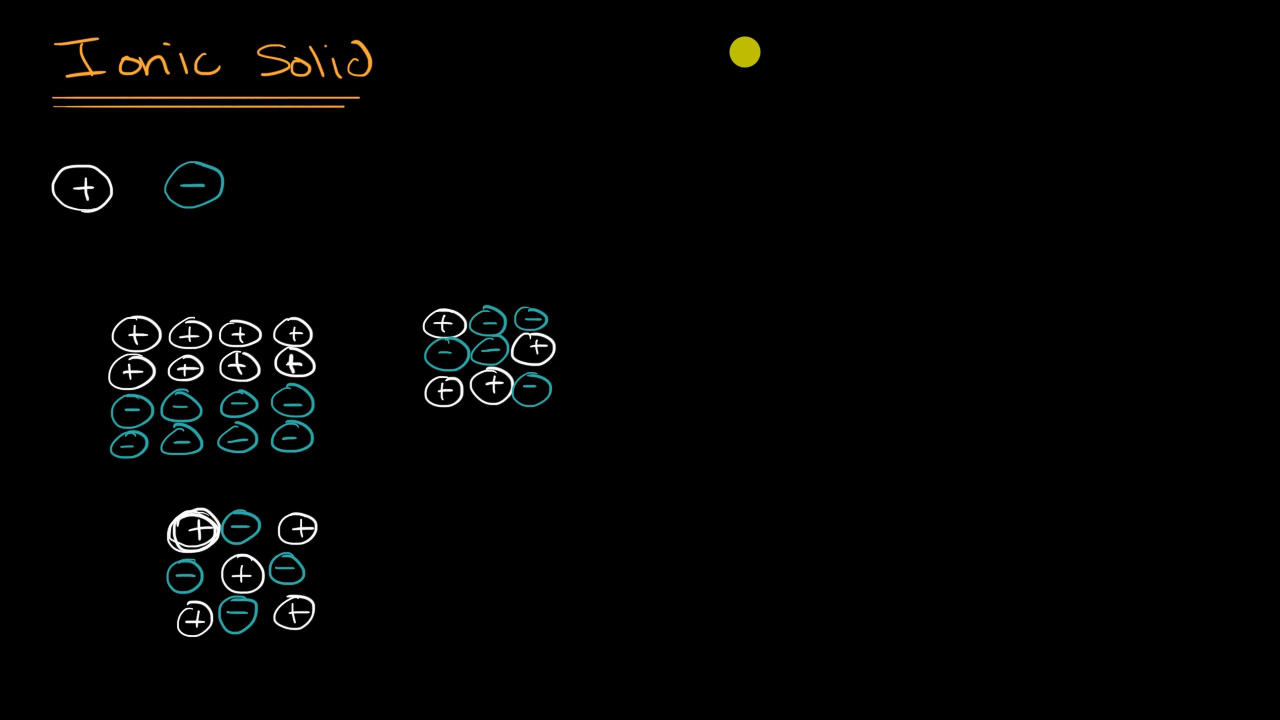 Ionic Solid
+ -
+ + + +
+ + + +
- - - -
- - - -
+ - -
- - +
+ + -
+ - +
- + -
+ - +